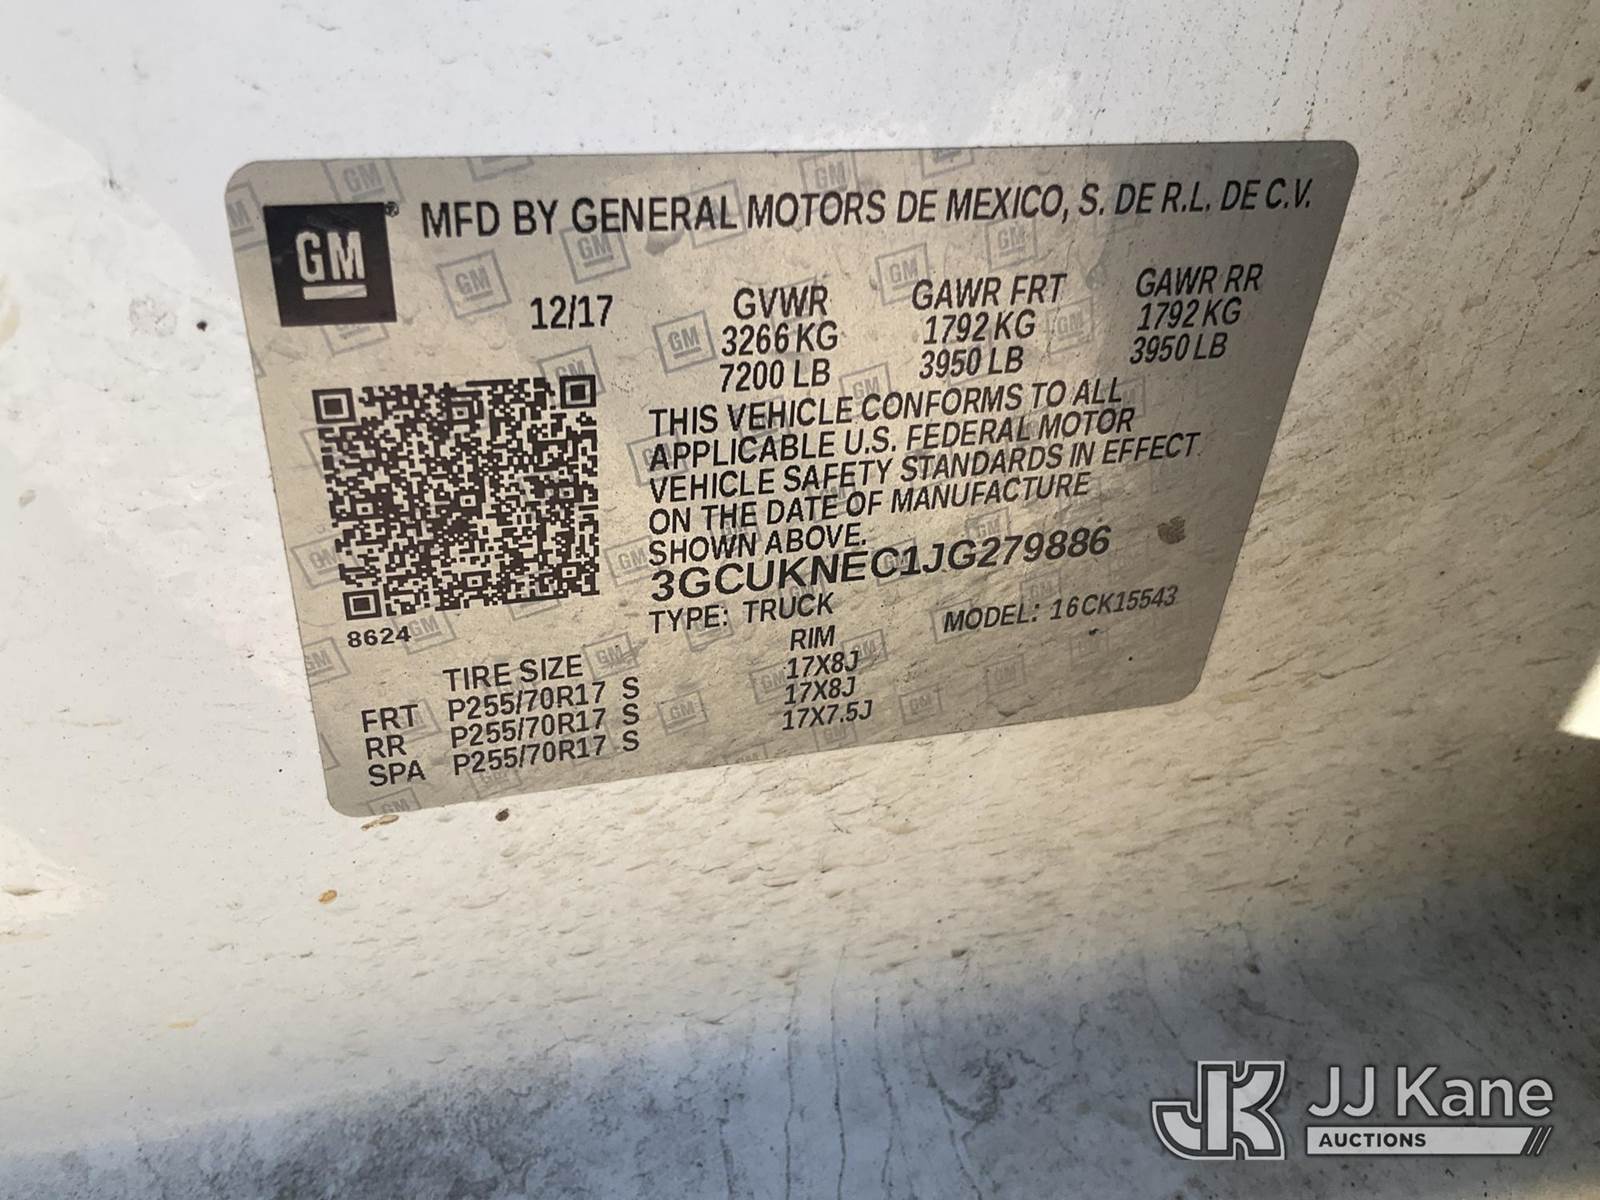 GM® MFD BY GENERAL MOTORS DE MEXICO, S. DE R.L. DE C.V.
12/17 GVWR GAWR FRT GAWR RR
3266 KG 1792 KG 1792 KG
7200 LB 3950 LB 3950 LB
THIS VEHICLE CONFORMS TO ALL
APPLICABLE U.S. FEDERAL MOTOR
VEHICLE SAFETY STANDARDS IN EFFECT
ON THE DATE OF MANUFACTURE
SHOWN ABOVE.
3GCUKNEC1JG279886
8624 TYPE: TRUCK MODEL: 16CK15543
TIRE SIZE RIM
FRT P255/70R17 S 17X8J
RR P255/70R17 S 17X8J
SPA P255/70R17 S 17X7.5J
JJ Kane
AUCTIONS